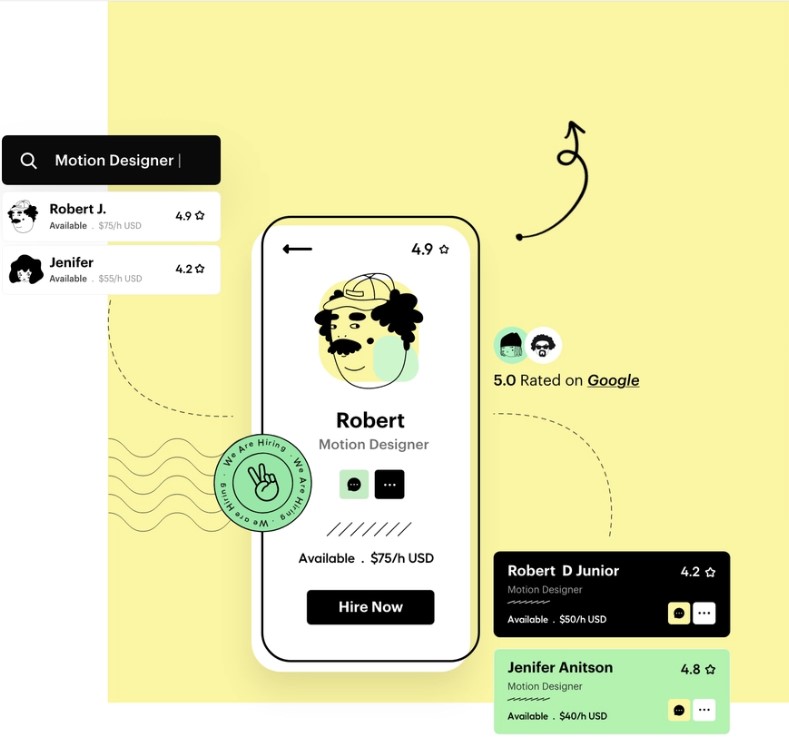 Motion Designer |
Robert J.
4.9
Available . $75/h USD
Jenifer
4.2
Available . $55/h USD
4.9
Robert
Motion Designer
Available . $75/h USD
Hire Now
We Are Hiring · We Are Hiring · We are Hiring ·
5.0 Rated on Google
Robert D Junior
4.2
Motion Designer
Available . $50/h USD
Jenifer Anitson
4.8
Motion Designer
Available . $40/h USD